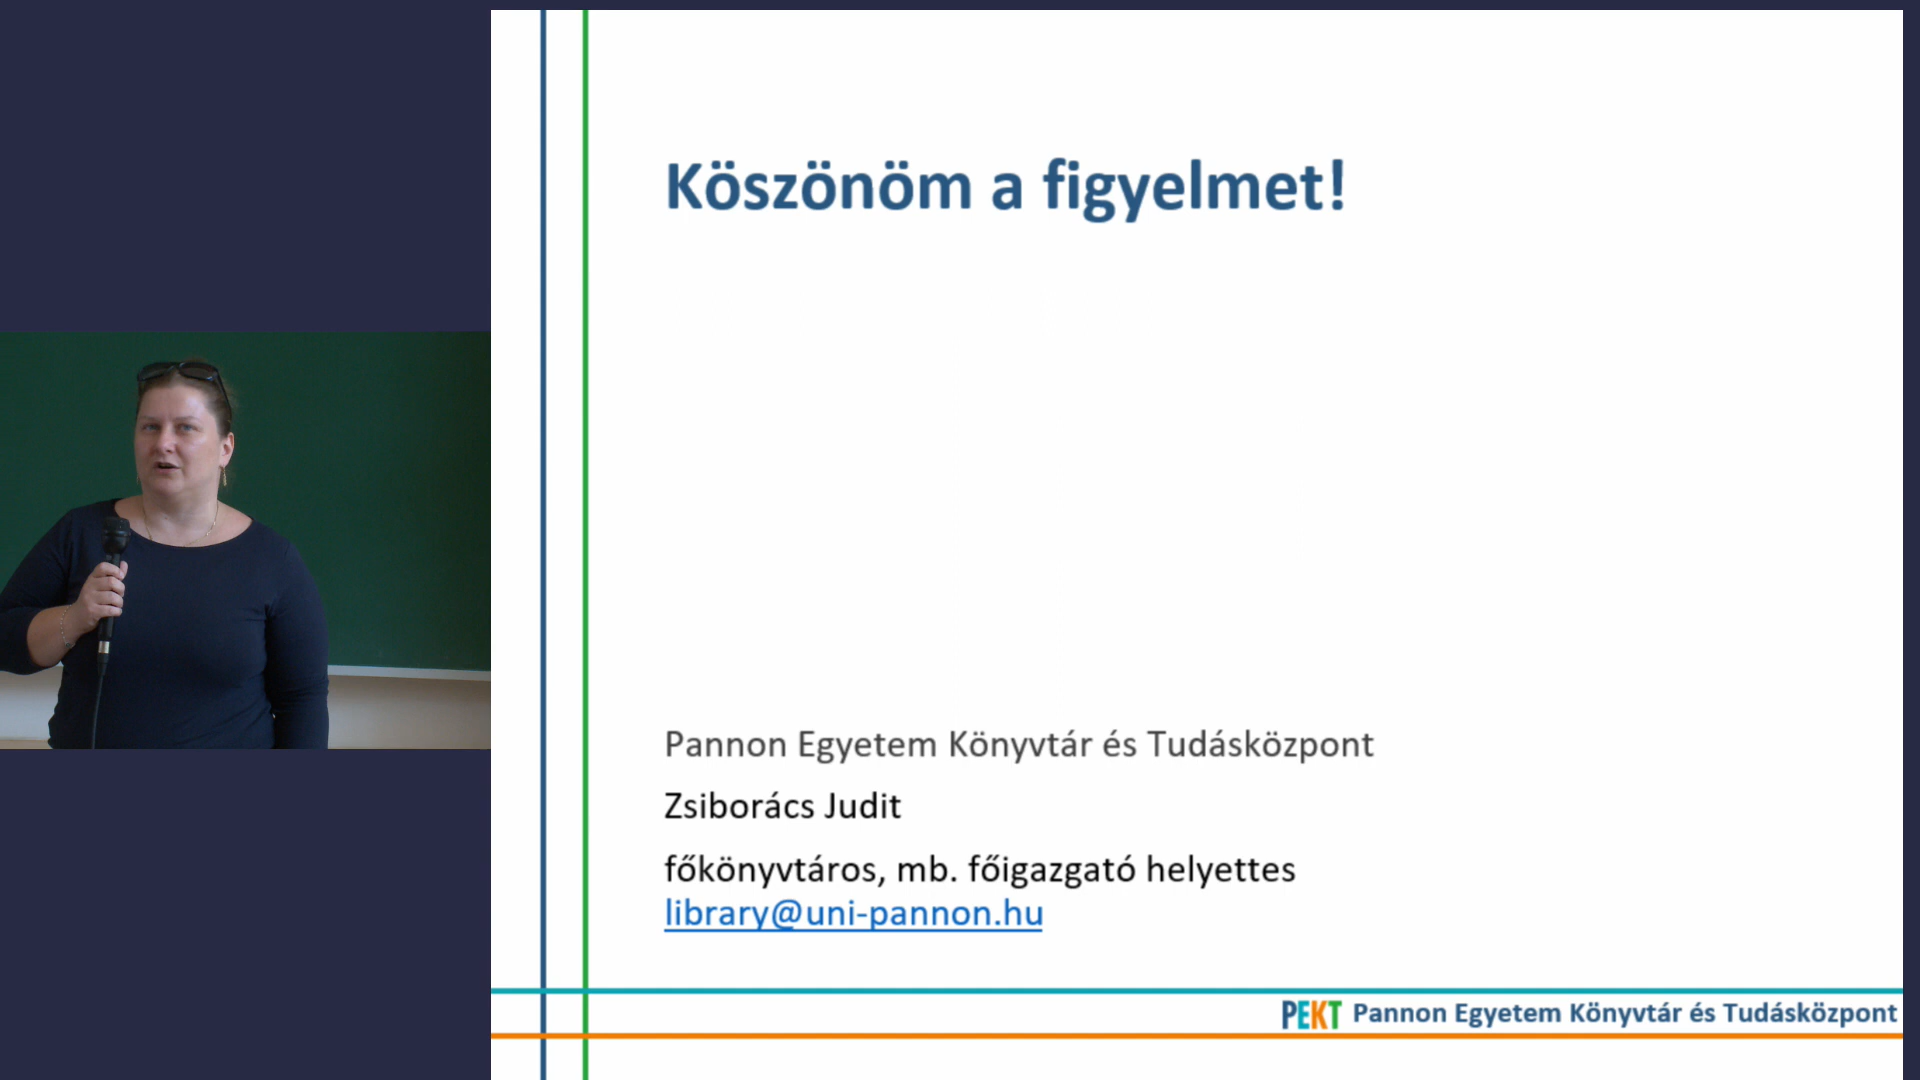 Köszönöm a figyelmet!
Pannon Egyetem Könyvtár és Tudásközpont
Zsiborács Judit
főkönyvtáros, mb. főigazgató helyettes
library@uni-pannon.hu
PEKT Pannon Egyetem Könyvtár és Tudásközpont